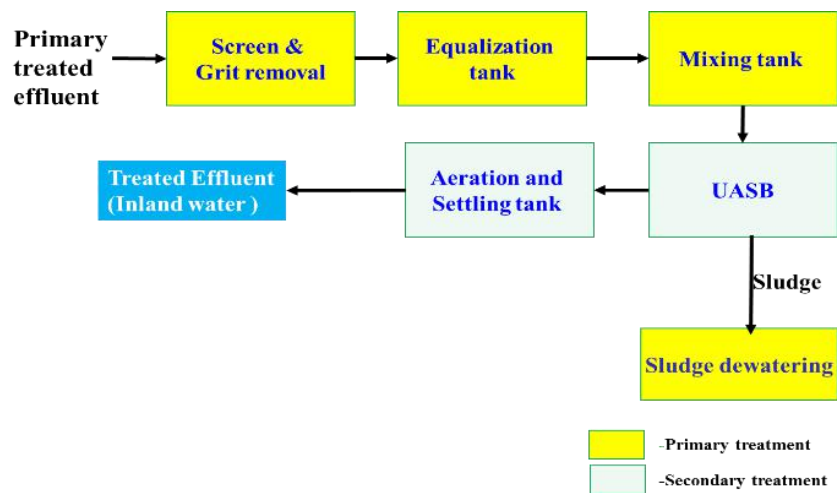 Primary
treated
effluent
Screen &
Grit removal
Equalization
tank
Mixing tank
Treated Effluent
(Inland water )
Aeration and
Settling tank
UASB
Sludge
Sludge dewatering
-Primary treatment
-Secondary treatment